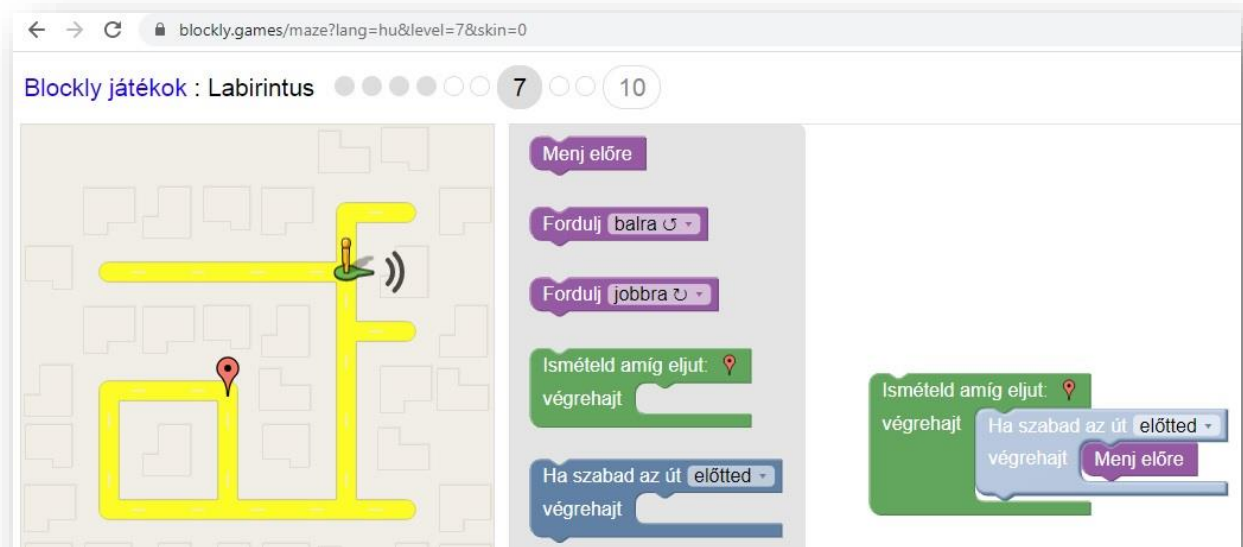 blockly.games/maze?lang=hu&level=7&skin=0
Blockly játékok : Labirintus 7 10
Menj előre
Fordulj balra ↺
Fordulj jobbra ↻
Ismételd amíg eljut:
végrehajt
Ha szabad az út előtted
végrehajt
Ismételd amíg eljut:
végrehajt Ha szabad az út előtted
végrehajt Menj előre